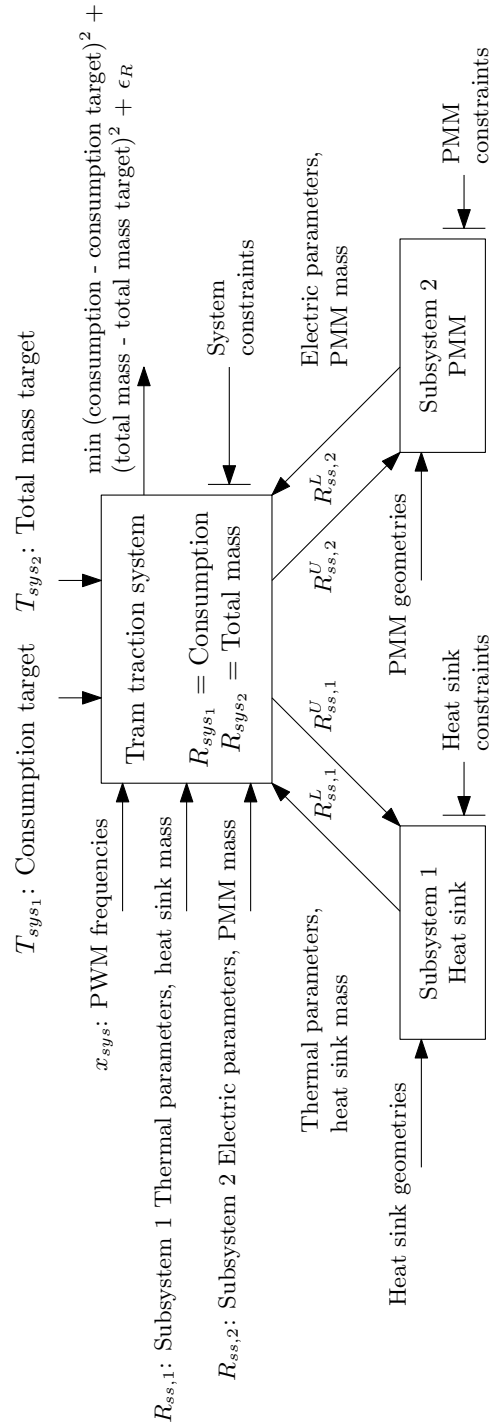 $T_{sys_1}$: Consumption target
$T_{sys_2}$: Total mass target
min (consumption - consumption target)$^2$ +
(total mass - total mass target)$^2$ + $\epsilon_R$
$x_{sys}$: PWM frequencies
$R_{ss,1}$: Subsystem 1 Thermal parameters, heat sink mass
$R_{ss,2}$: Subsystem 2 Electric parameters, PMM mass
Tram traction system
$R_{sys_1}$ = Consumption
$R_{sys_2}$ = Total mass
System
constraints
Thermal parameters,
heat sink mass
$R^L_{ss,1}$
$R^U_{ss,1}$
$R^U_{ss,2}$
$R^L_{ss,2}$
Electric parameters,
PMM mass
Heat sink geometries
Subsystem 1
Heat sink
Heat sink
constraints
PMM geometries
Subsystem 2
PMM
PMM
constraints